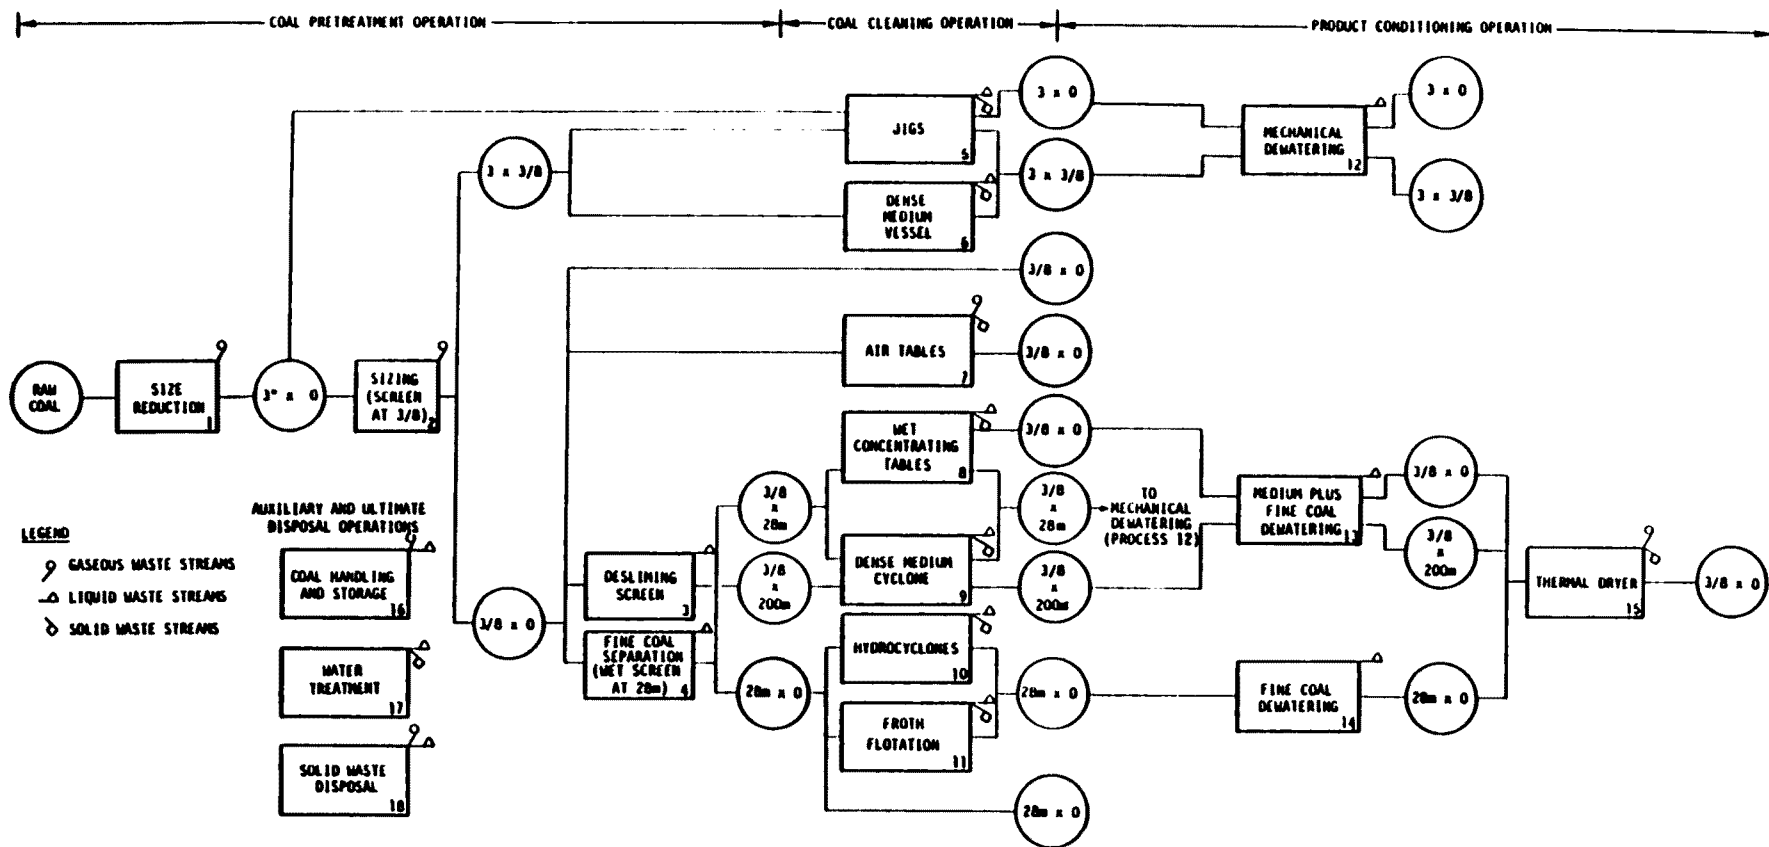 COAL PRETREATMENT OPERATION
COAL CLEANING OPERATION
PRODUCT CONDITIONING OPERATION
3 x 0
JIGS
5
3 x 3/8
3 x 3/8
DENSE
MEDIUM
VESSEL
6
MECHANICAL
DEWATERING
12
3 x 0
3 x 3/8
3/8 x 0
AIR TABLES
7
3/8 x 0
RAW
COAL
SIZE
REDUCTION
1
3" x 0
SIZING
(SCREEN
AT 3/8)
2
WET
CONCENTRATING
TABLES
8
3/8 x 0
3/8
x
28m
3/8
x
28m
TO
MECHANICAL
DEWATERING
(PROCESS 12)
MEDIUM PLUS
FINE COAL
DEWATERING
13
3/8 x 0
3/8
x
200m
AUXILIARY AND ULTIMATE
DISPOSAL OPERATIONS
LEGEND
GASEOUS WASTE STREAMS
LIQUID WASTE STREAMS
SOLID WASTE STREAMS
COAL HANDLING
AND STORAGE
16
WATER
TREATMENT
17
SOLID WASTE
DISPOSAL
18
3/8 x 0
DESLIMING
SCREEN
3
3/8
x
200m
DENSE MEDIUM
CYCLONE
9
3/8
x
200m
THERMAL DRYER
15
3/8 x 0
FINE COAL
SEPARATION
(WET SCREEN
AT 28m)
4
28m x 0
HYDROCYCLONES
10
FROTH
FLOTATION
11
28m x 0
FINE COAL
DEWATERING
14
28m x 0
28m x 0